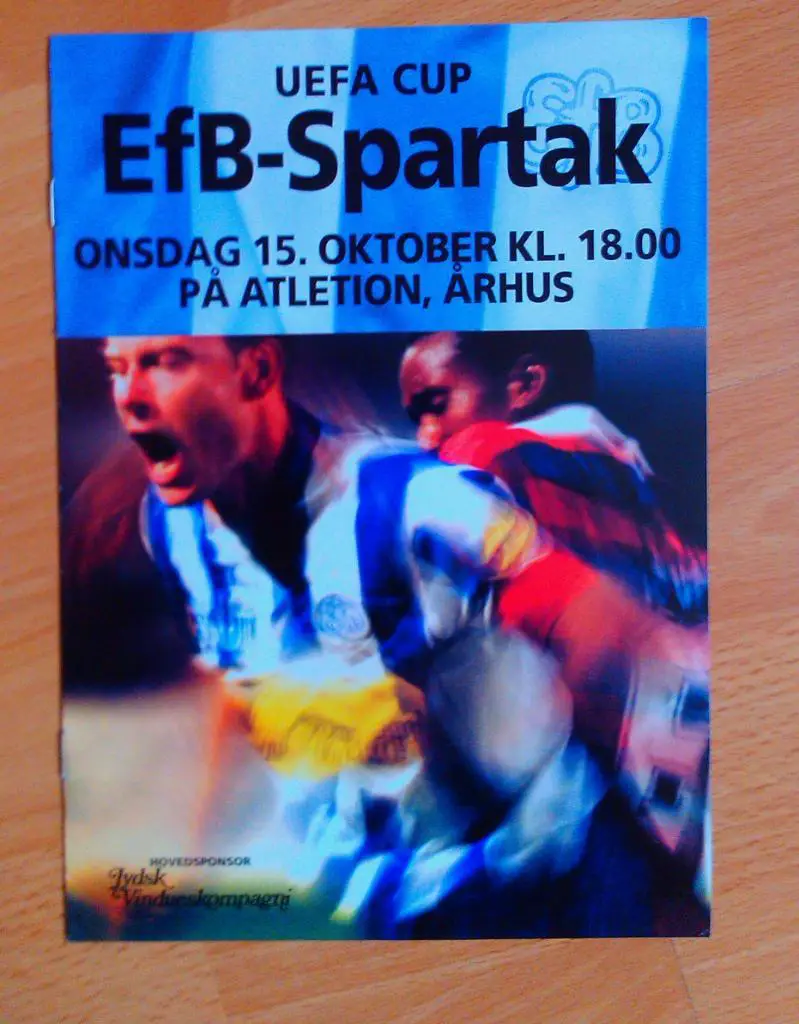 UEFA CUP
EfB-Spartak
ONSDAG 15. OKTOBER KL. 18.00
PÅ ATLETION, ÅRHUS
HOVEDSPONSOR
Jydsk
Vindueskompagni